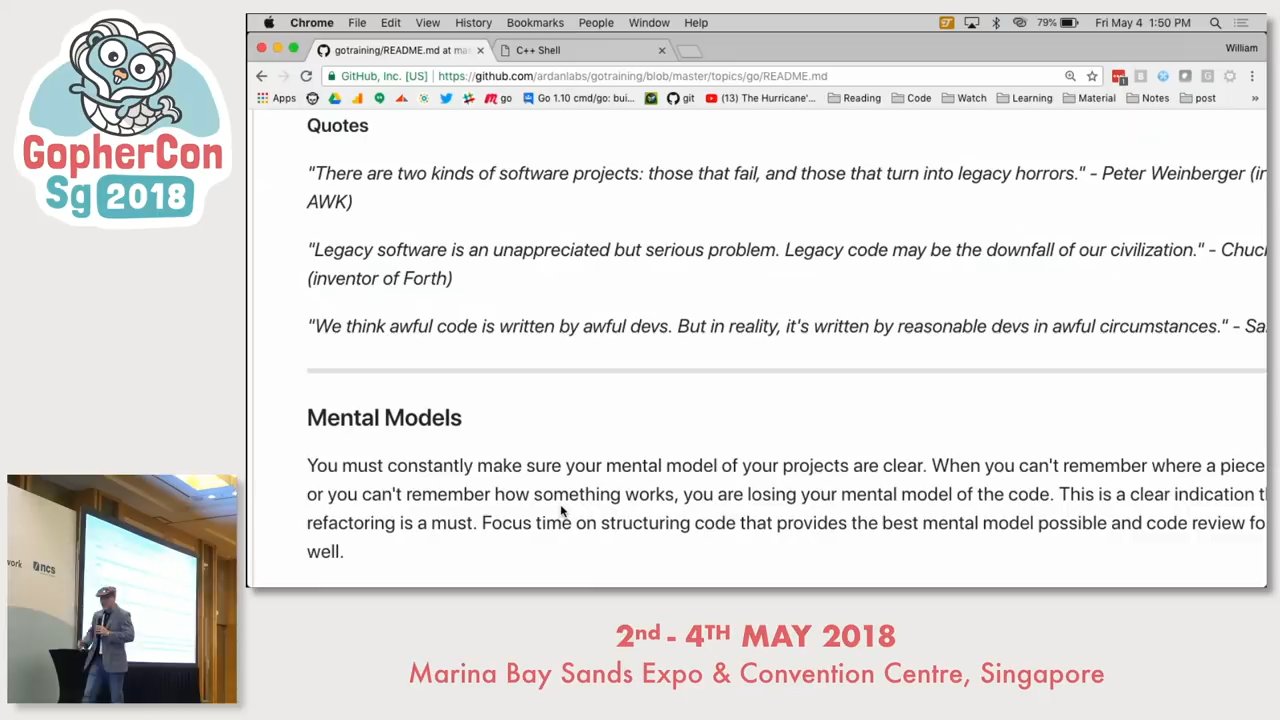 Chrome File Edit View History Bookmarks People Window Help 79% Fri May 4 1:50 PM
gotraining/README.md at ma C++ Shell William
GitHub, Inc. [US] https://github.com/ardanlabs/gotraining/blob/master/topics/go/README.md
Apps go Go 1.10 cmd/go: bui... git (13) The Hurricane'... Reading Code Watch Learning Material Notes post »
GopherCon
Sg 2018
Quotes
"There are two kinds of software projects: those that fail, and those that turn into legacy horrors." - Peter Weinberger (in
AWK)
"Legacy software is an unappreciated but serious problem. Legacy code may be the downfall of our civilization." - Chuc
(inventor of Forth)
"We think awful code is written by awful devs. But in reality, it's written by reasonable devs in awful circumstances." - Sa
Mental Models
You must constantly make sure your mental model of your projects are clear. When you can't remember where a piece
or you can't remember how something works, you are losing your mental model of the code. This is a clear indication t
refactoring is a must. Focus time on structuring code that provides the best mental model possible and code review fo
well.
work ncs
2nd - 4TH MAY 2018
Marina Bay Sands Expo & Convention Centre, Singapore